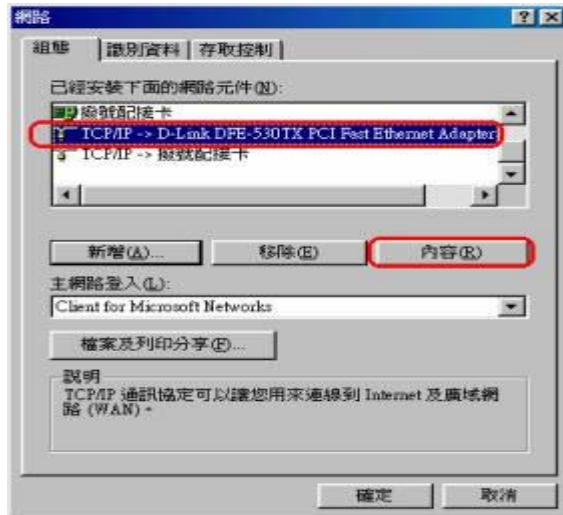 網路
組態
識別資料
存取控制
已經安裝下面的網路元件(N):
撥號配接卡
TCP/IP -> D-Link DFE-530TX PCI Fast Ethernet Adapter
TCP/IP -> 撥號配接卡
新增(A)...
移除(E)
內容(R)
主網路登入(L):
Client for Microsoft Networks
檔案及列印分享(F)...
說明
TCP/IP 通訊協定可以讓您用來連線到 Internet 及廣域網
路 (WAN)。
確定
取消